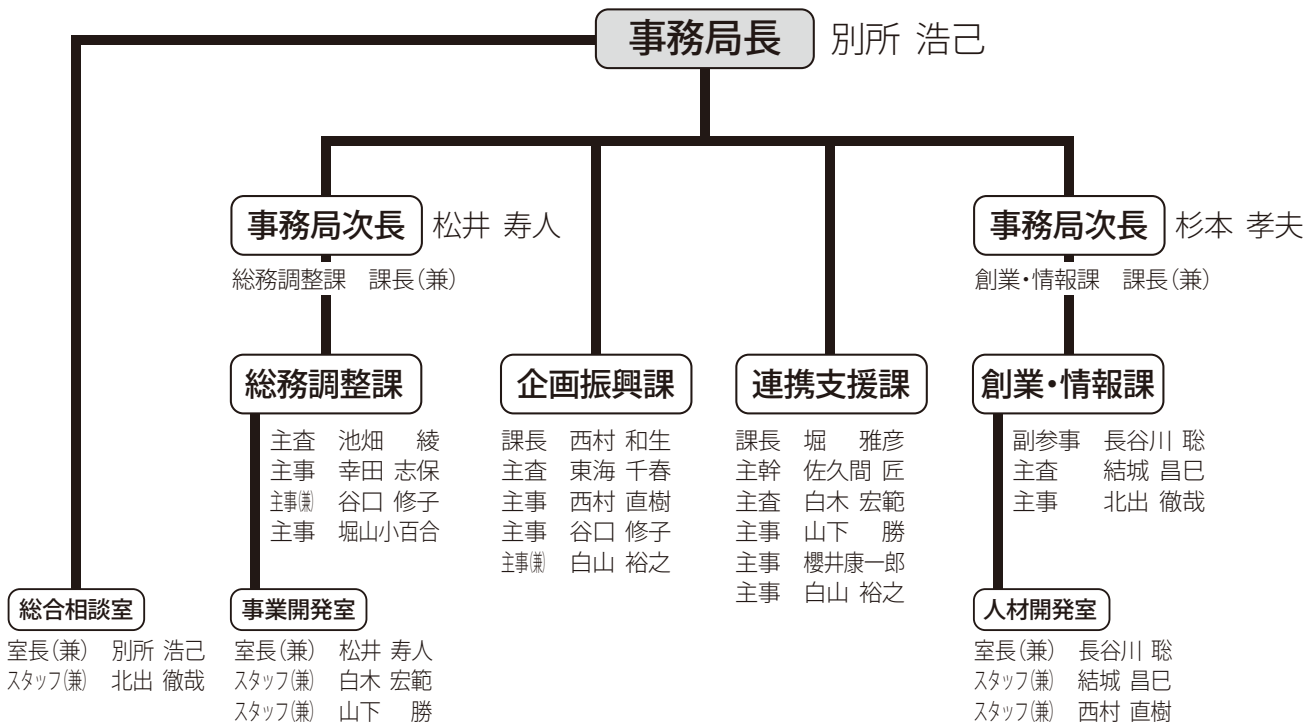 事務局長 別所 浩己
事務局次長 松井 寿人
総務調整課 課長(兼)
事務局次長 杉本 孝夫
創業・情報課 課長(兼)
総務調整課
主査 池畑 綾
主事 幸田 志保
主事㈱ 谷口 修子
主事 堀山小百合
企画振興課
課長 西村 和生
主査 東海 千春
主事 西村 直樹
主事 谷口 修子
主事(兼) 白山 裕之
連携支援課
課長 堀 雅彦
主幹 佐久間 匠
主査 白木 宏範
主事 山下 勝
主事 櫻井康一郎
主事 白山 裕之
創業・情報課
副参事 長谷川 聡
主査 結城 昌巳
主事 北出 徹哉
総合相談室
室長(兼) 別所 浩己
スタッフ(兼) 北出 徹哉
事業開発室
室長(兼) 松井 寿人
スタッフ(兼) 白木 宏範
スタッフ(兼) 山下 勝
人材開発室
室長(兼) 長谷川 聡
スタッフ(兼) 結城 昌巳
スタッフ(兼) 西村 直樹